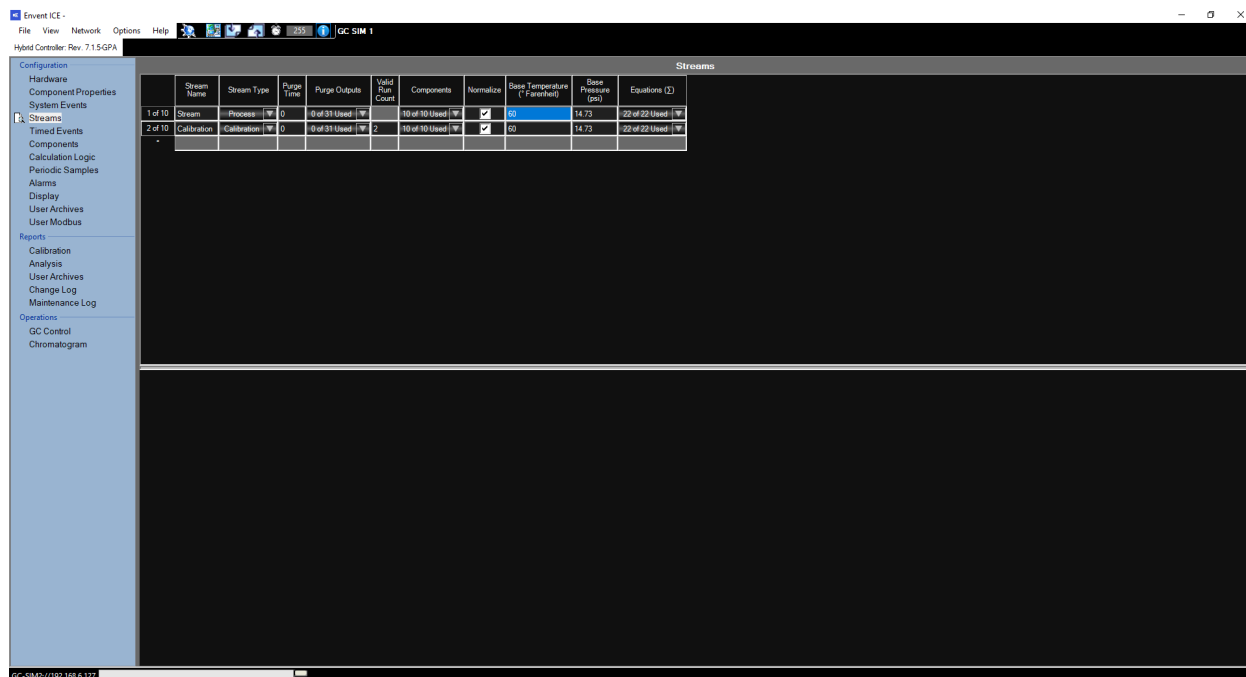 Envent ICE -
File View Network Options Help 255 GC SIM 1
Hybrid Controller: Rev. 7.1.5-GPA
Configuration
Hardware
Component Properties
System Events
Streams
Timed Events
Components
Calculation Logic
Periodic Samples
Alarms
Display
User Archives
User Modbus
Reports
Calibration
Analysis
User Archives
Change Log
Maintenance Log
Operations
GC Control
Chromatogram
Streams
Stream Name Stream Type Purge Time Purge Outputs Valid Run Count Components Normalize Base Temperature (° Farenheit) Base Pressure (psi) Equations (∑)
1 of 10 Stream Process 0 0 of 31 Used 10 of 10 Used 60 14.73 22 of 22 Used
2 of 10 Calibration Calibration 0 0 of 31 Used 2 10 of 10 Used 60 14.73 22 of 22 Used
*
GC-SIM2://192.168.6.177